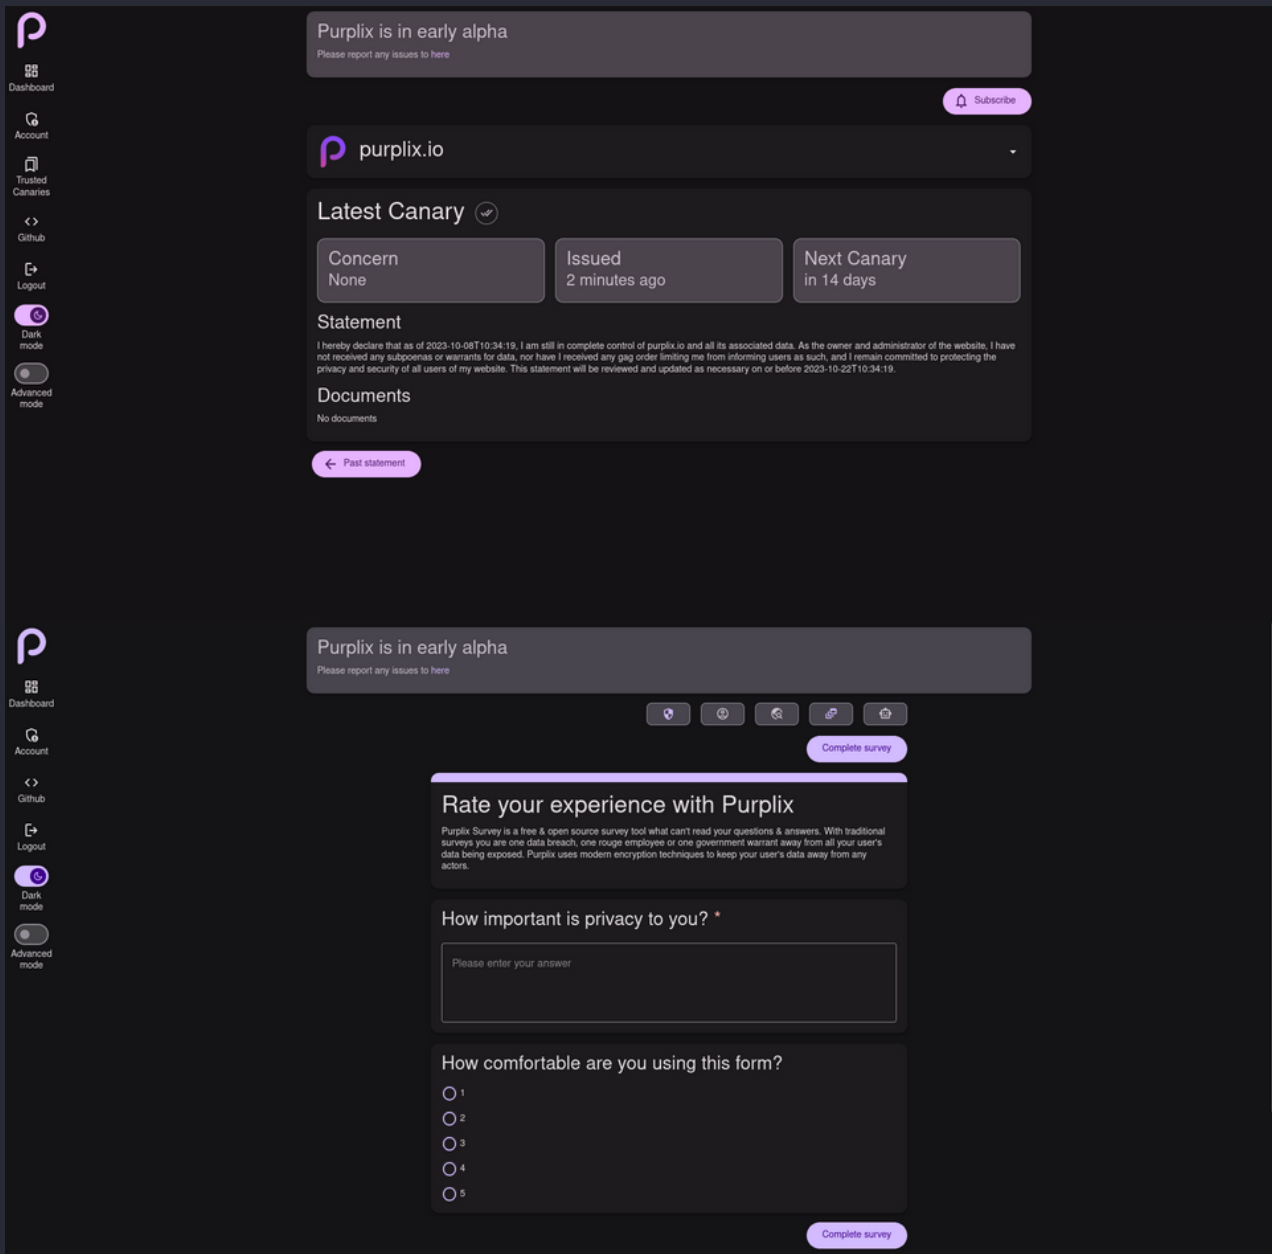 Purplix is in early alpha
Please report any issues to here
Dashboard
Account
Trusted
Canaries
Github
Logout
Dark
mode
Advanced
mode
Subscribe
purplix.io
Latest Canary
Concern
None
Issued
2 minutes ago
Next Canary
in 14 days
Statement
I hereby declare that as of 2023-10-08T10:34:19, I am still in complete control of purplix.io and all its associated data. As the owner and administrator of the website, I have
not received any subpoenas or warrants for data, nor have I received any gag order limiting me from informing users as such, and I remain committed to protecting the
privacy and security of all users of my website. This statement will be reviewed and updated as necessary on or before 2023-10-22T10:34:19.
Documents
No documents
Past statement
Purplix is in early alpha
Please report any issues to here
Dashboard
Account
Github
Logout
Dark
mode
Advanced
mode
Complete survey
Rate your experience with Purplix
Purplix Survey is a free & open source survey tool what can't read your questions & answers. With traditional
surveys you are one data breach, one rouge employee or one government warrant away from all your user's
data being exposed. Purplix uses modern encryption techniques to keep your user's data away from any
actors.
How important is privacy to you? *
Please enter your answer
How comfortable are you using this form?
1
2
3
4
5
Complete survey